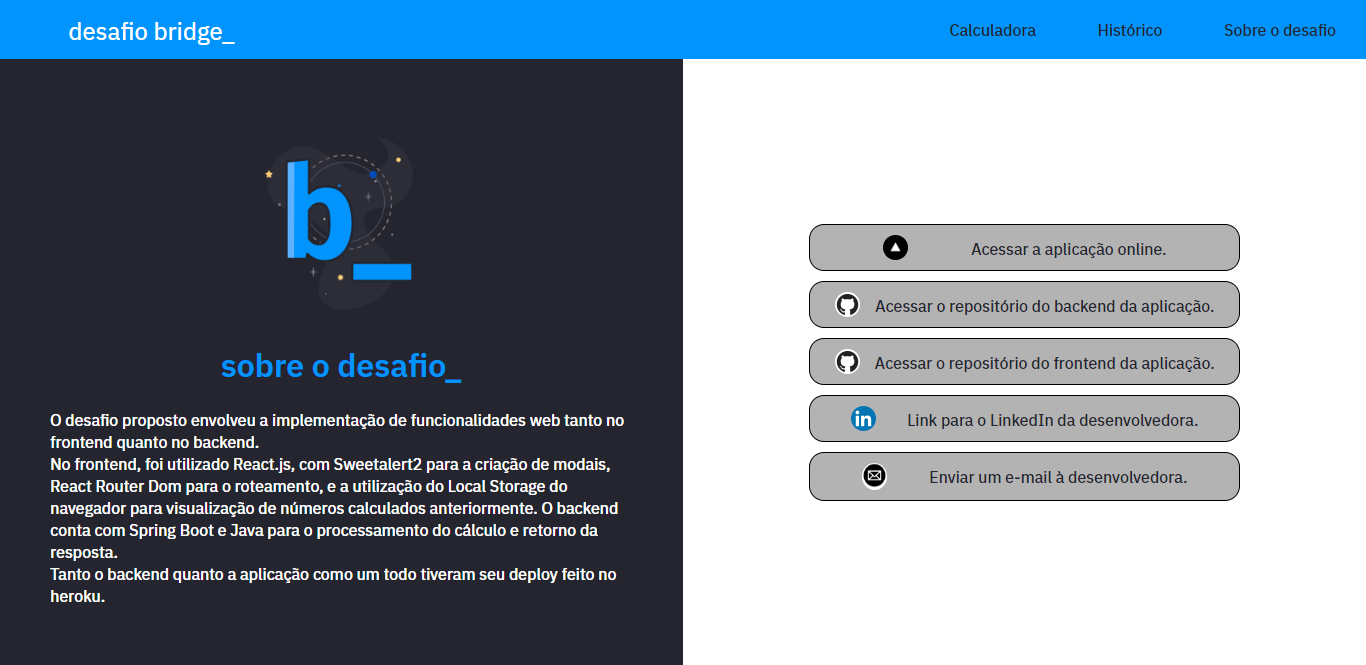 desafio bridge_
Calculadora
Histórico
Sobre o desafio
b_
sobre o desafio_
O desafio proposto envolveu a implementação de funcionalidades web tanto no
frontend quanto no backend.
No frontend, foi utilizado React.js, com Sweetalert2 para a criação de modais,
React Router Dom para o roteamento, e a utilização do Local Storage do
navegador para visualização de números calculados anteriormente. O backend
conta com Spring Boot e Java para o processamento do cálculo e retorno da
resposta.
Tanto o backend quanto a aplicação como um todo tiveram seu deploy feito no
heroku.
Acessar a aplicação online.
Acessar o repositório do backend da aplicação.
Acessar o repositório do frontend da aplicação.
in
Link para o LinkedIn da desenvolvedora.
Enviar um e-mail à desenvolvedora.